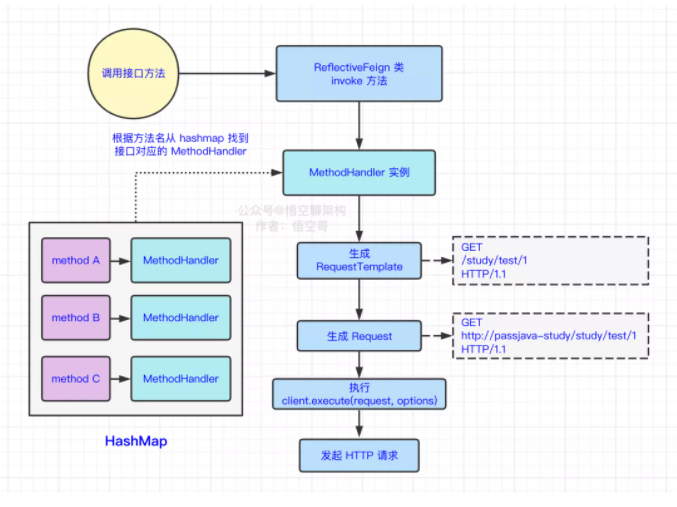 调用接口方法
ReflectiveFeign 类
invoke 方法
根据方法名从 hashmap 找到
接口对应的 MethodHandler
MethodHandler 实例
公众号@悟空聊架构
作者：悟空哥
method A
MethodHandler
method B
MethodHandler
method C
MethodHandler
HashMap
生成
RequestTemplate
GET
/study/test/1
HTTP/1.1
生成 Request
GET
http://passjava-study/study/test/1
HTTP/1.1
执行
client.execute(request, options)
发起 HTTP 请求